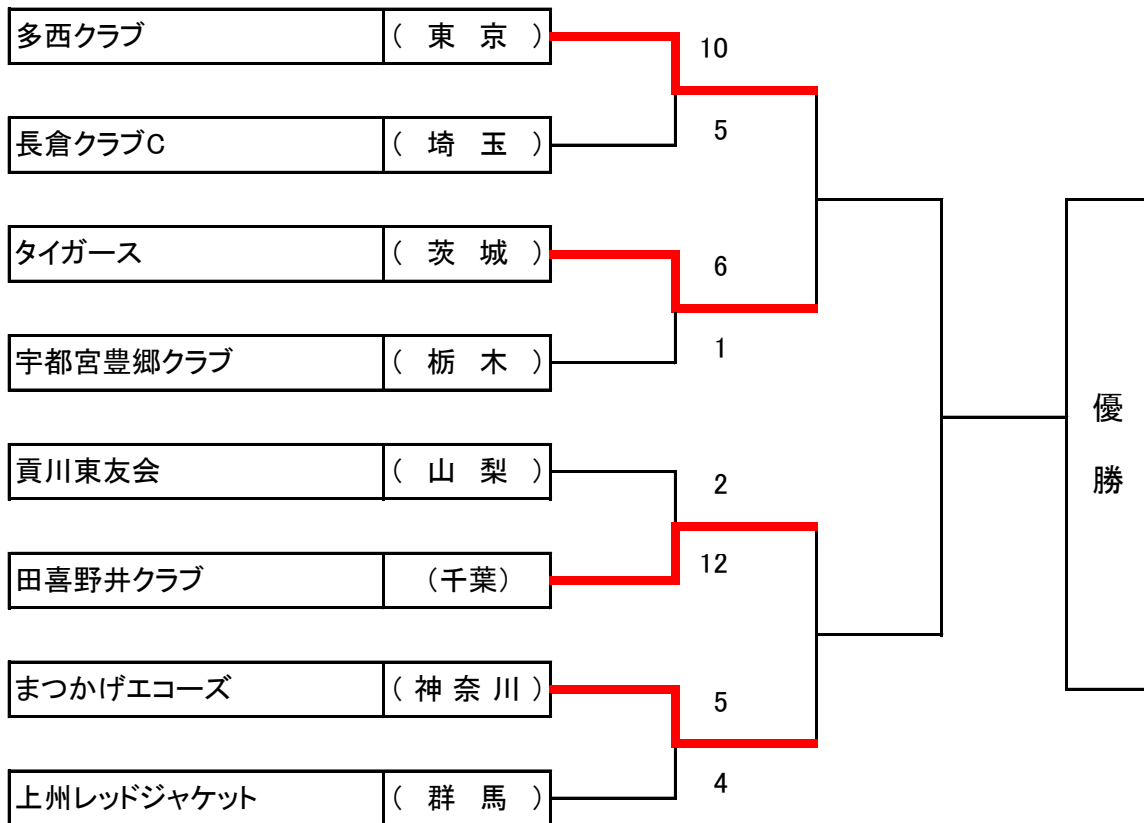 多西クラブ (東京)
10
長倉クラブC (埼玉)
5
タイガース (茨城)
6
宇都宮豊郷クラブ (栃木)
1
貢川東友会 (山梨)
2
田喜野井クラブ (千葉)
12
まつかげエコーズ (神奈川)
5
上州レッドジャケット (群馬)
4
優勝